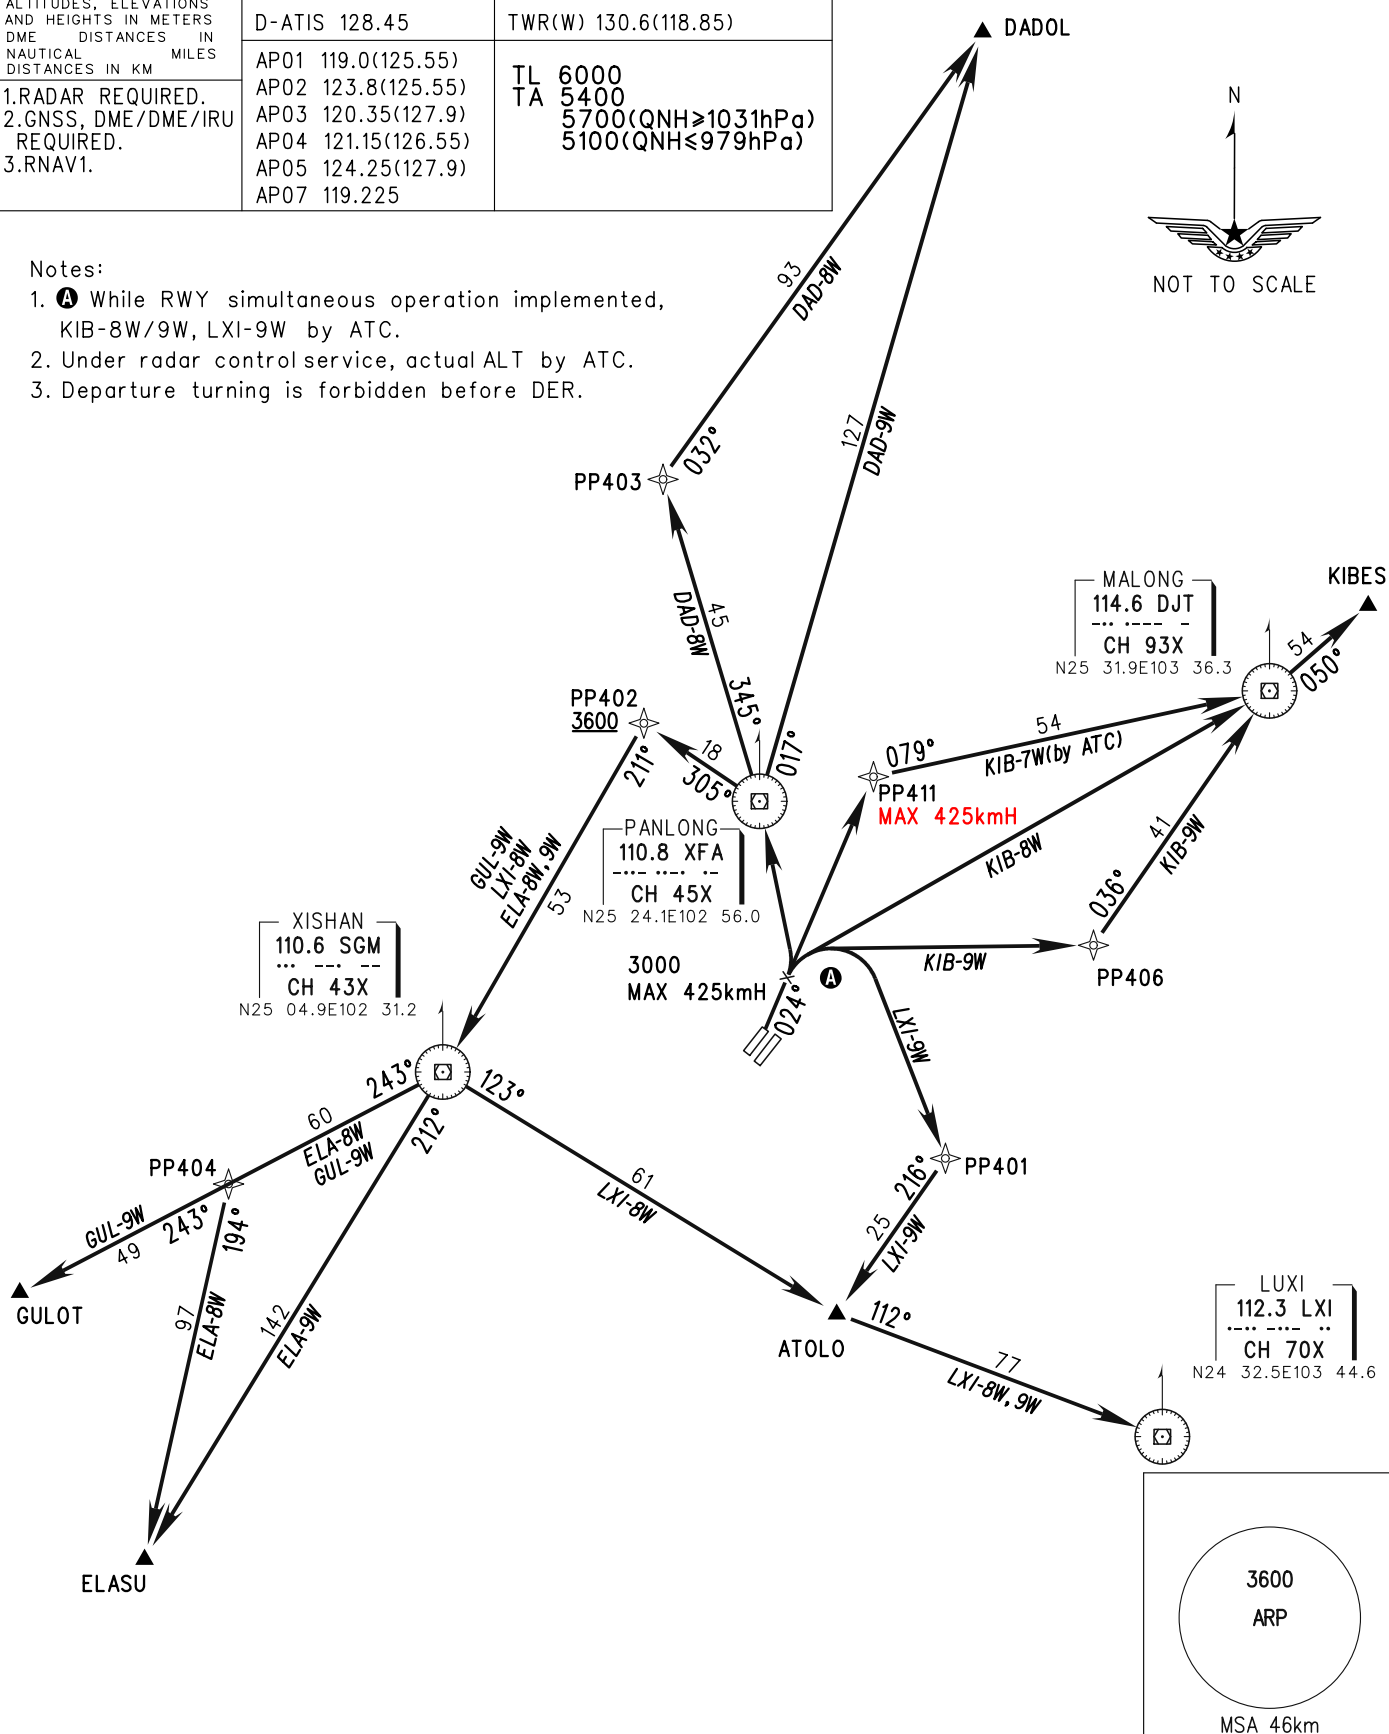 ALTITUDES, ELEVATIONS
AND HEIGHTS IN METERS
DME DISTANCES IN
NAUTICAL MILES
DISTANCES IN KM
1.RADAR REQUIRED.
2.GNSS, DME/DME/IRU
REQUIRED.
3.RNAV1.
D-ATIS 128.45
AP01 119.0(125.55)
AP02 123.8(125.55)
AP03 120.35(127.9)
AP04 121.15(126.55)
AP05 124.25(127.9)
AP07 119.225
TWR(W) 130.6(118.85)
TL 6000
TA 5400
5700(QNH≥1031hPa)
5100(QNH≤979hPa)
DADOL
N
NOT TO SCALE
Notes:
1. A While RWY simultaneous operation implemented,
KIB-8W/9W, LXI-9W by ATC.
2. Under radar control service, actual ALT by ATC.
3. Departure turning is forbidden before DER.
93
DAD-8W
127
DAD-9W
032°
PP403
45
DAD-8W
345°
017°
MALONG
114.6 DJT
-·· ·--- -
CH 93X
N25 31.9E103 36.3
KIBES
54
050°
PP402
3600
211°
18
305°
079°
54
KIB-7W(by ATC)
PP411
MAX 425kmH
PANLONG
110.8 XFA
-··- ··-· ·-
CH 45X
N25 24.1E102 56.0
GUL-9W
LXI-8W
ELA-8W, 9W
53
KIB-8W
41
KIB-9W
036°
PP406
KIB-9W
XISHAN
110.6 SGM
··· --· --
CH 43X
N25 04.9E102 31.2
3000
MAX 425kmH
024°
A
LXI-9W
243°
123°
212°
60
ELA-8W
GUL-9W
PP404
GUL-9W
49
243°
194°
GULOT
97
ELA-8W
142
ELA-9W
61
LXI-8W
PP401
216°
25
LXI-9W
ATOLO
112°
77
LXI-8W, 9W
LUXI
112.3 LXI
·-·· -··- ··
CH 70X
N24 32.5E103 44.6
ELASU
3600
ARP
MSA 46km